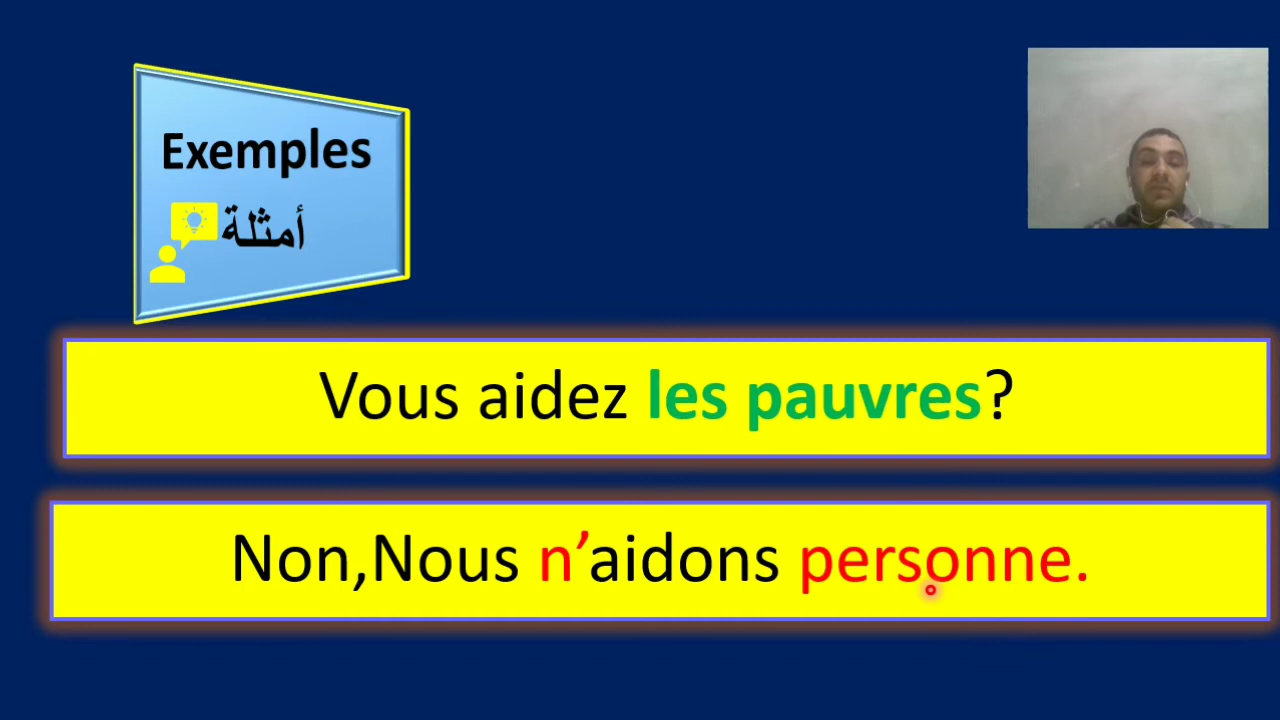 Exemples
أمثلة
Vous aidez les pauvres?
Non,Nous n’aidons personne.